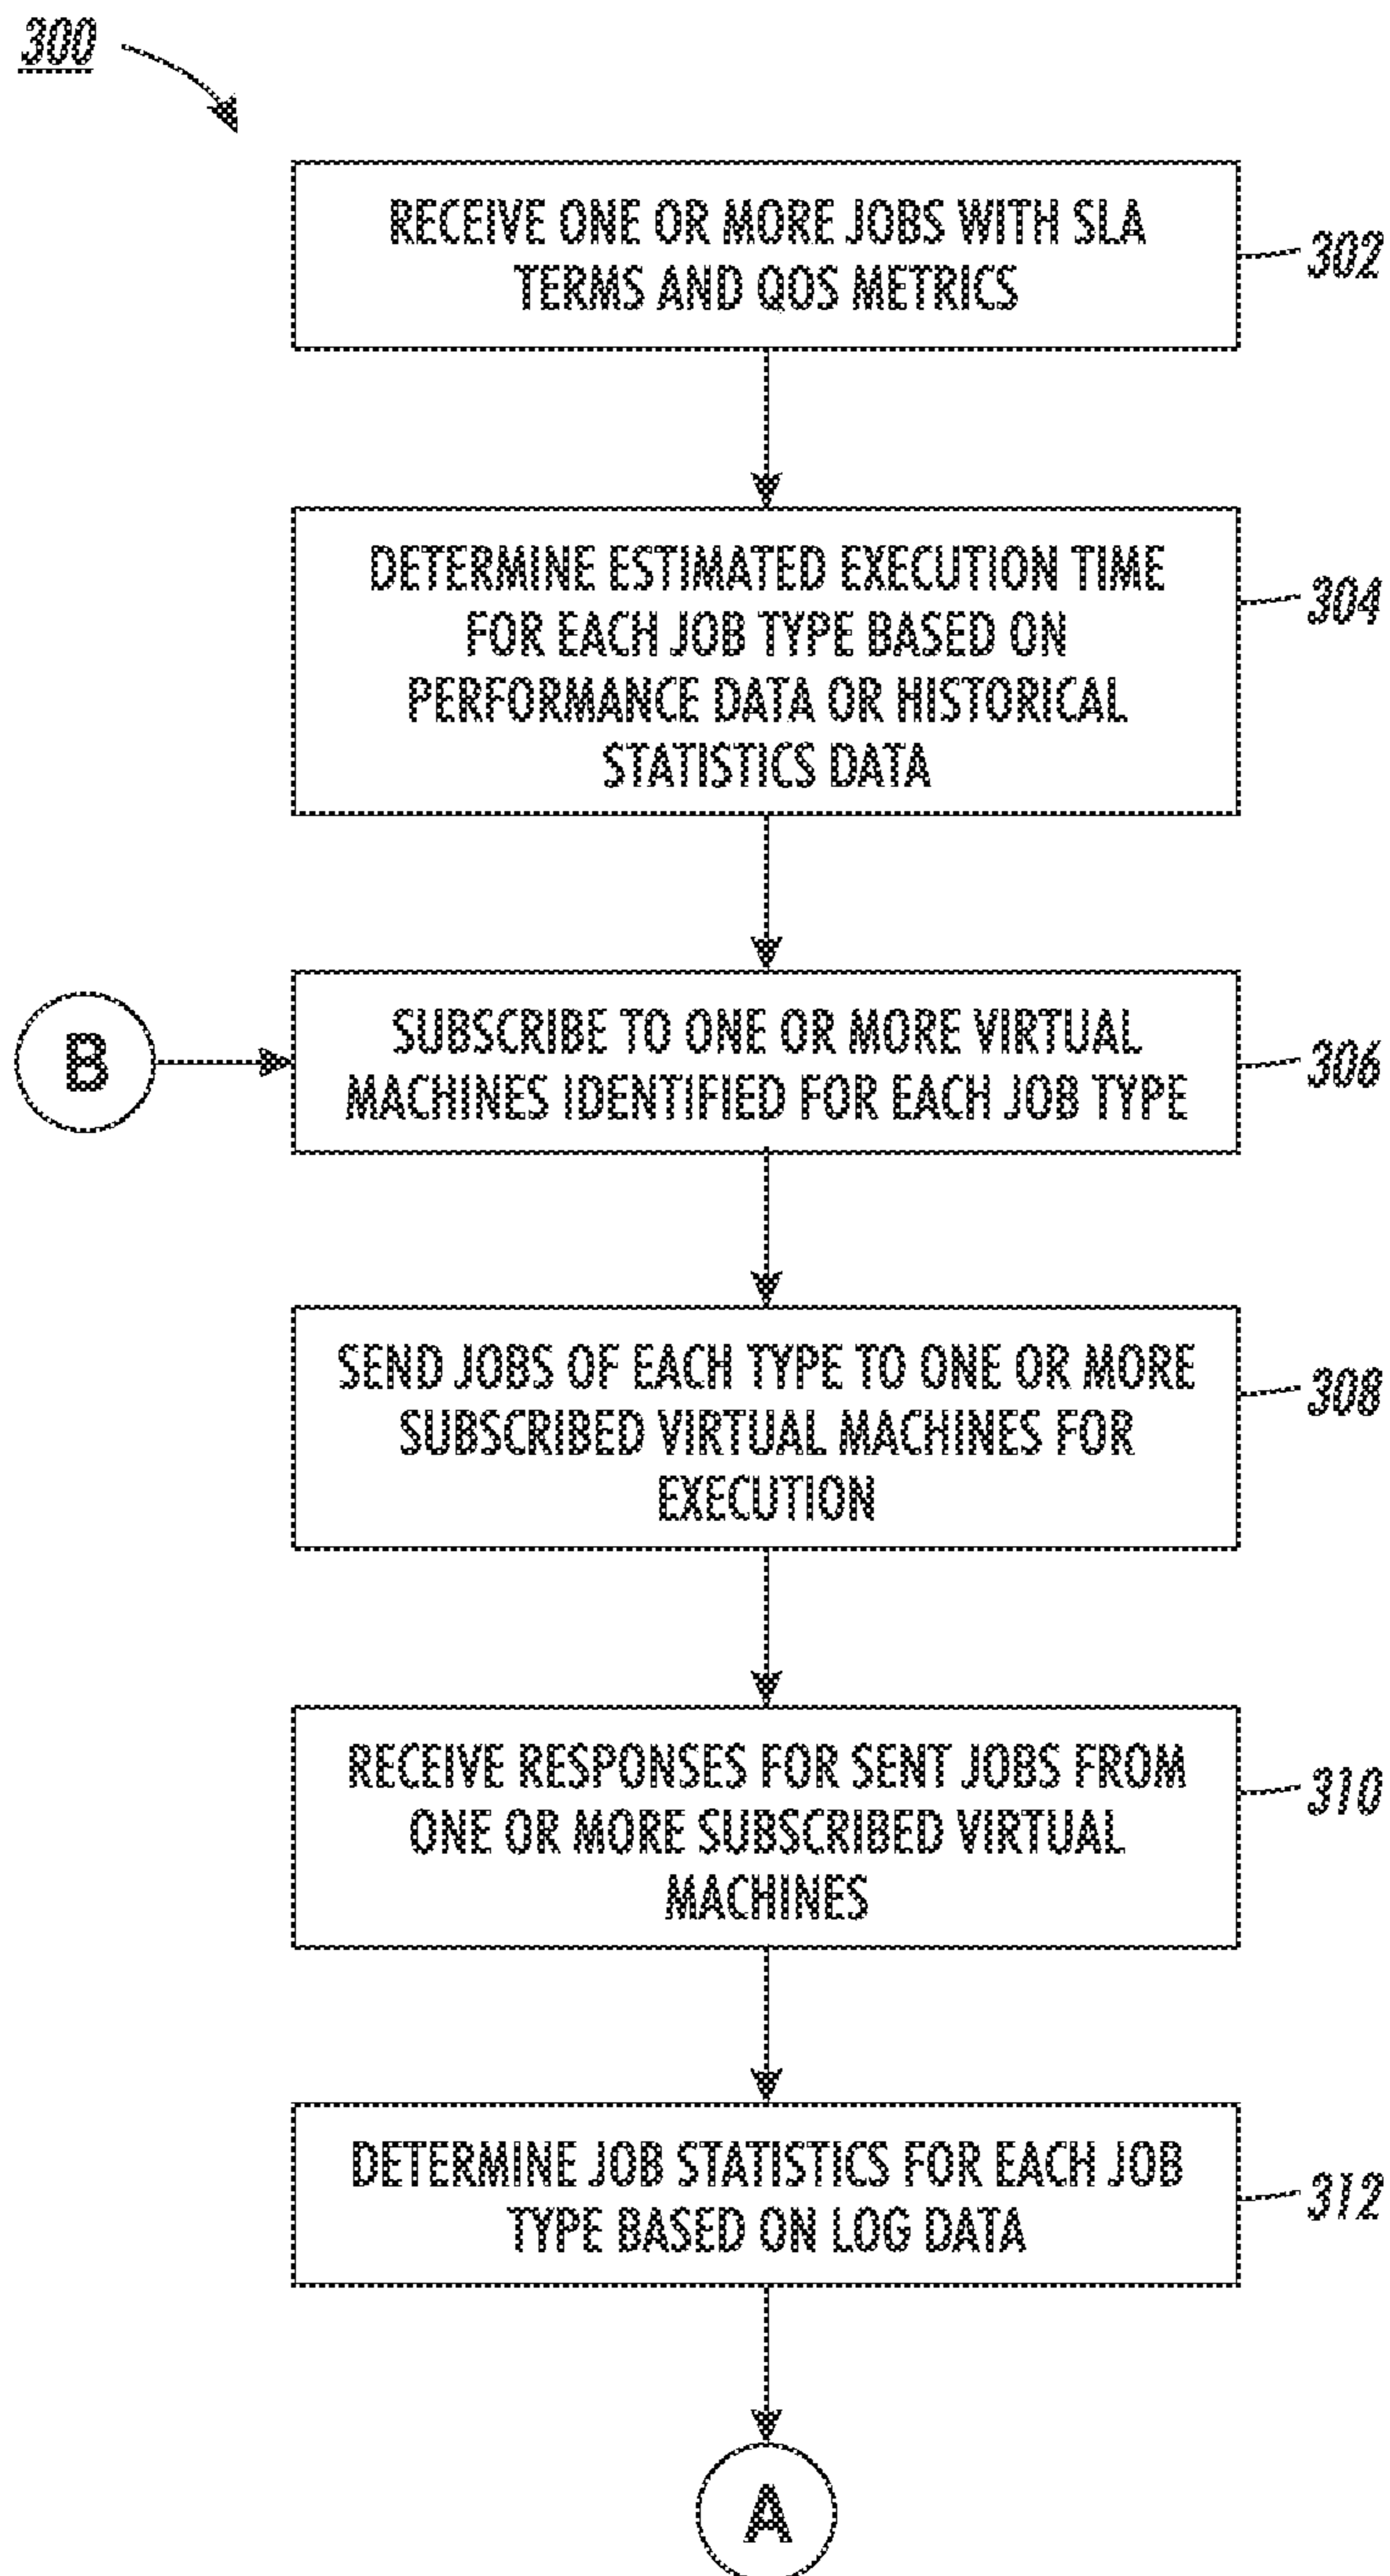 300
RECEIVE ONE OR MORE JOBS WITH SLA
TERMS AND QOS METRICS
302
DETERMINE ESTIMATED EXECUTION TIME
FOR EACH JOB TYPE BASED ON
PERFORMANCE DATA OR HISTORICAL
STATISTICS DATA
304
B
SUBSCRIBE TO ONE OR MORE VIRTUAL
MACHINES IDENTIFIED FOR EACH JOB TYPE
306
SEND JOBS OF EACH TYPE TO ONE OR MORE
SUBSCRIBED VIRTUAL MACHINES FOR
EXECUTION
308
RECEIVE RESPONSES FOR SENT JOBS FROM
ONE OR MORE SUBSCRIBED VIRTUAL
MACHINES
310
DETERMINE JOB STATISTICS FOR EACH JOB
TYPE BASED ON LOG DATA
312
A